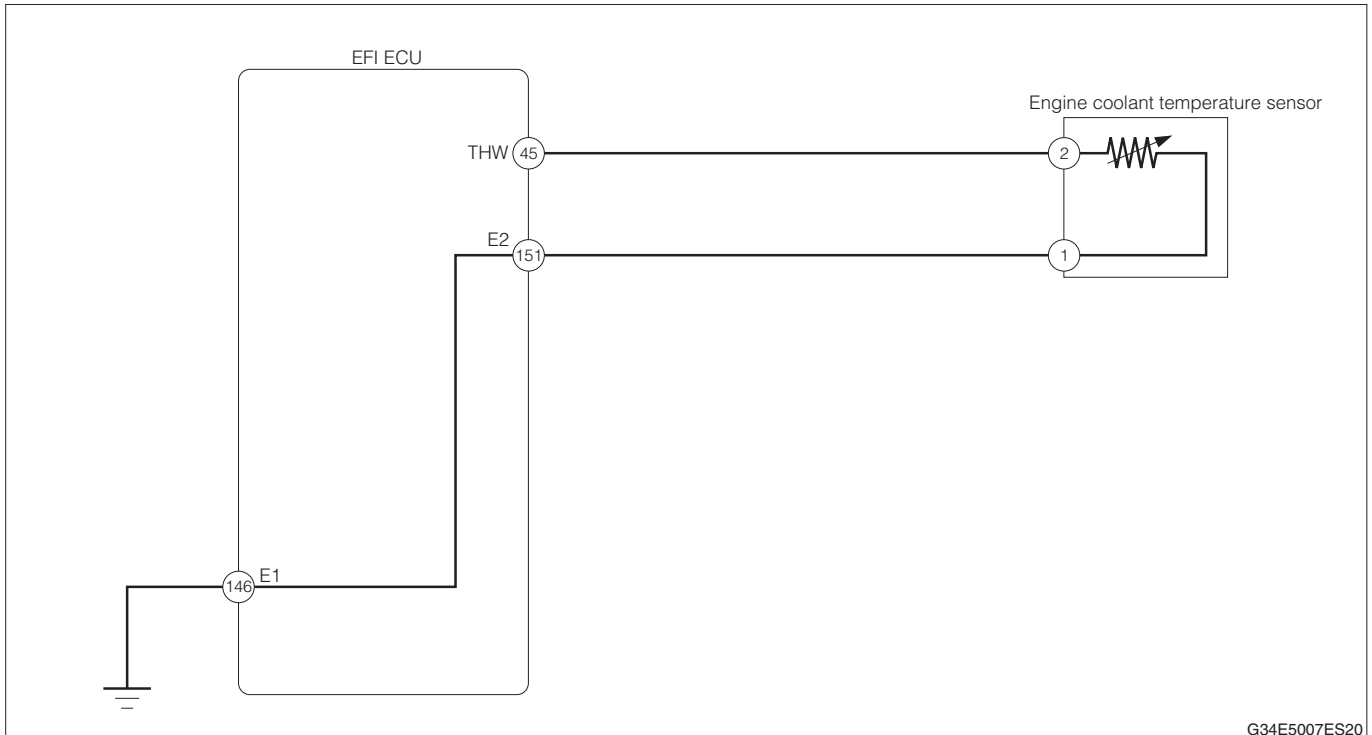 EFI ECU
Engine coolant temperature sensor
THW 45
2
E2 151
1
146 E1
G34E5007ES20